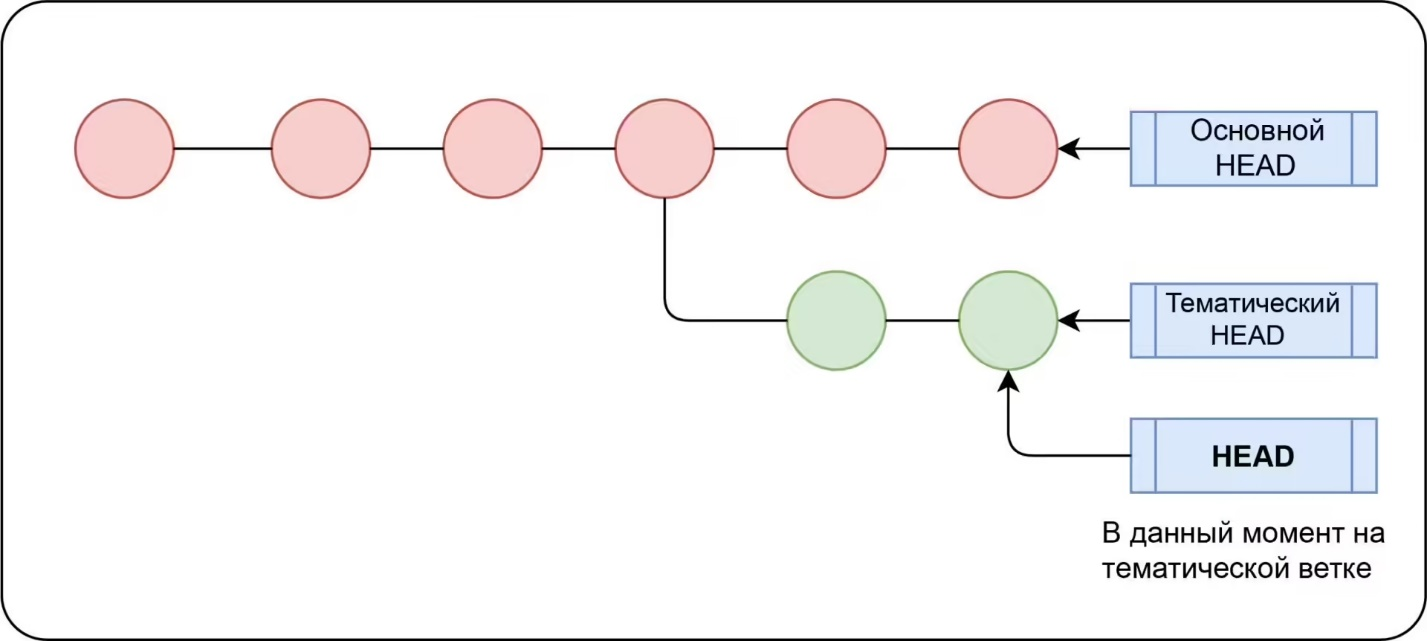 Основной
HEAD
Тематический
HEAD
HEAD
В данный момент на
тематической ветке